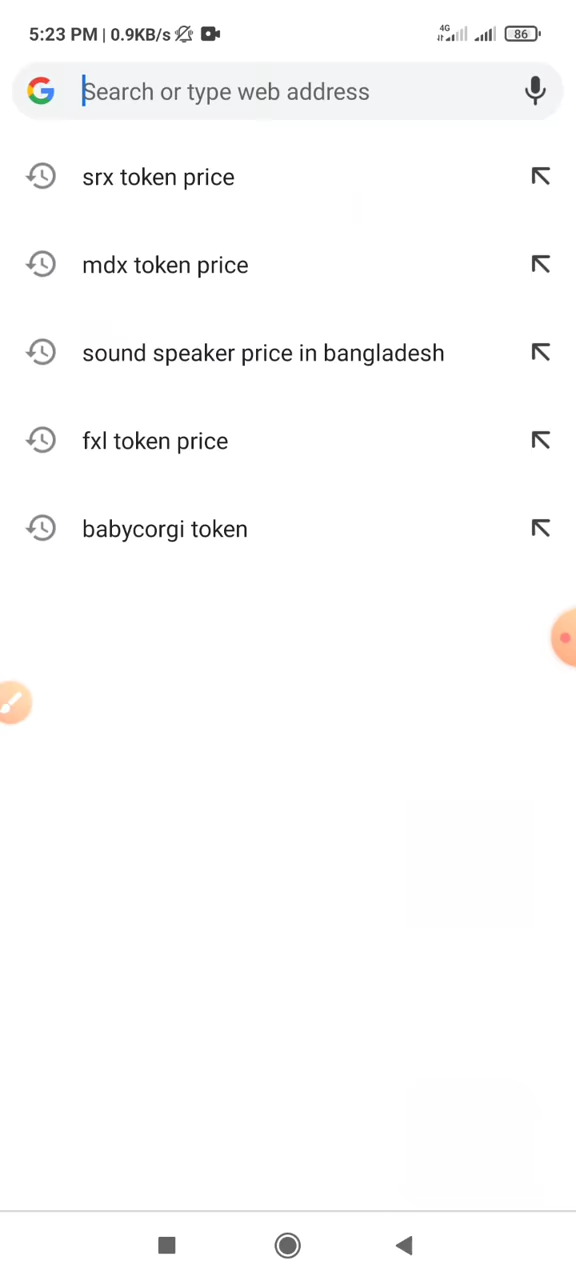 5:23 PM | 0.9KB/s 4G 86
Search or type web address
srx token price
mdx token price
sound speaker price in bangladesh
fxl token price
babycorgi token